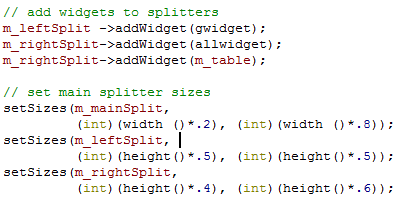 // add widgets to splitters
m_leftSplit ->addWidget(gwidget);
m_rightSplit->addWidget(allwidget);
m_rightSplit->addWidget(m_table);

// set main splitter sizes
setSizes(m_mainSplit,
         (int)(width ()*.2), (int)(width ()*.8));
setSizes(m_leftSplit,
         (int)(height()*.5), (int)(height()*.5));
setSizes(m_rightSplit,
         (int)(height()*.4), (int)(height()*.6));